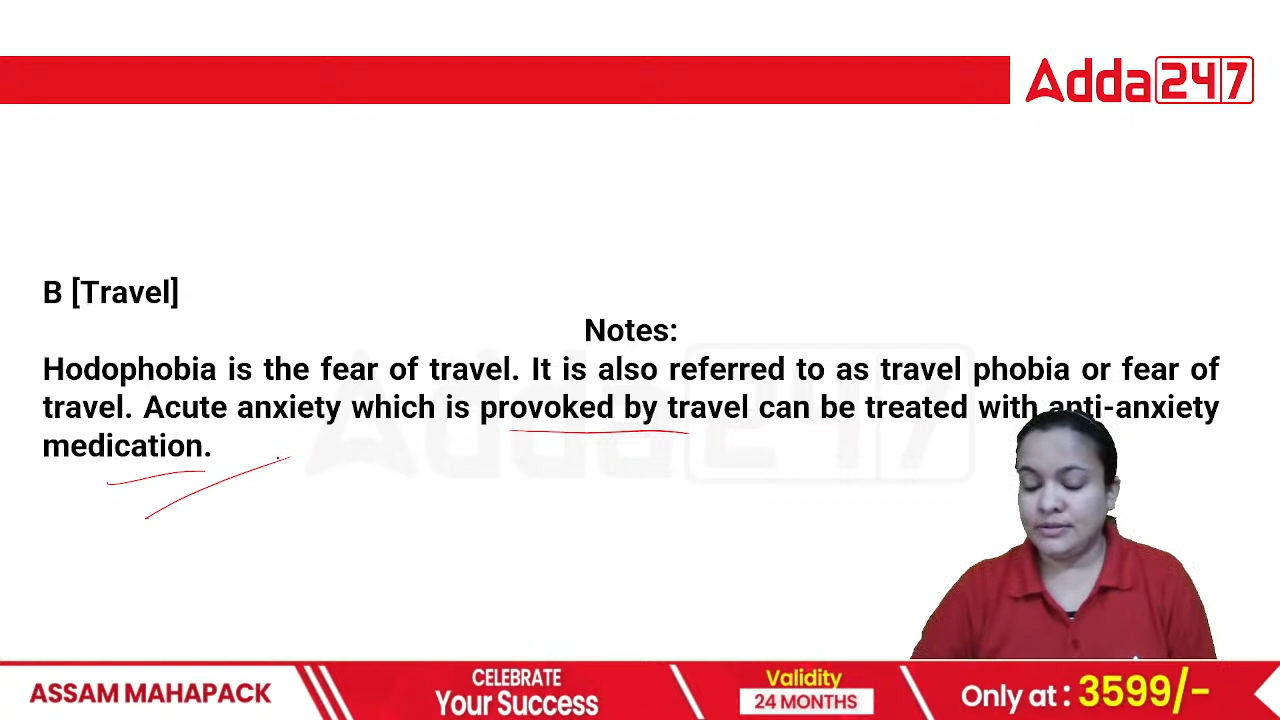 Adda247
B [Travel]
Notes:
Hodophobia is the fear of travel. It is also referred to as travel phobia or fear of
travel. Acute anxiety which is provoked by travel can be treated with anti-anxiety
medication.
ASSAM MAHAPACK
CELEBRATE
Your Success
Validity
24 MONTHS
Only at : 3599/-